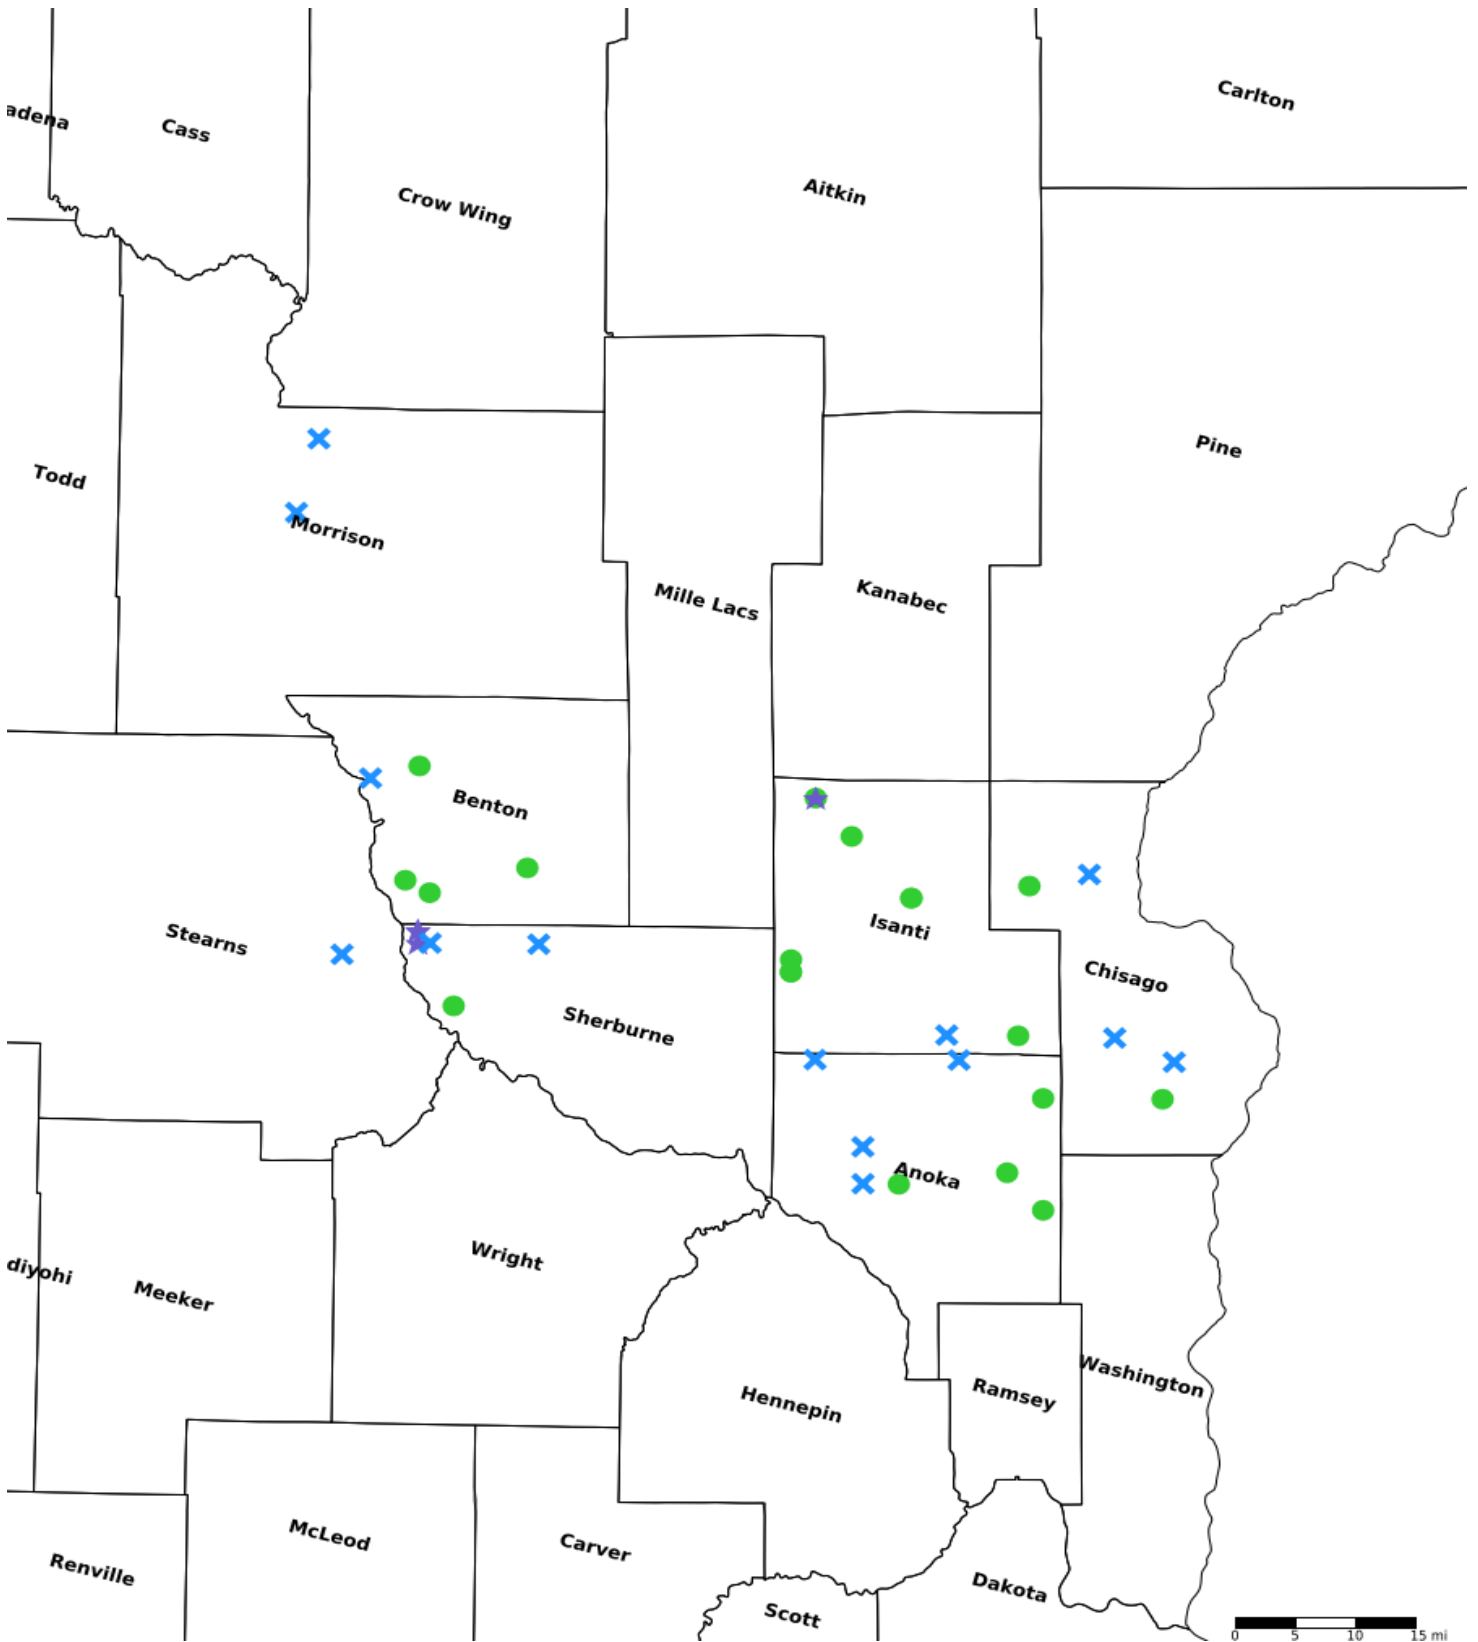 Carlton
adena
Cass
Aitkin
Crow Wing
Pine
Todd
Morrison
Kanabec
Mille Lacs
Benton
Isanti
Stearns
Chisago
Sherburne
Anoka
Wright
diyohi
Meeker
Washington
Ramsey
Hennepin
McLeod
Carver
Renville
Dakota
Scott
0 5 10 15 mi